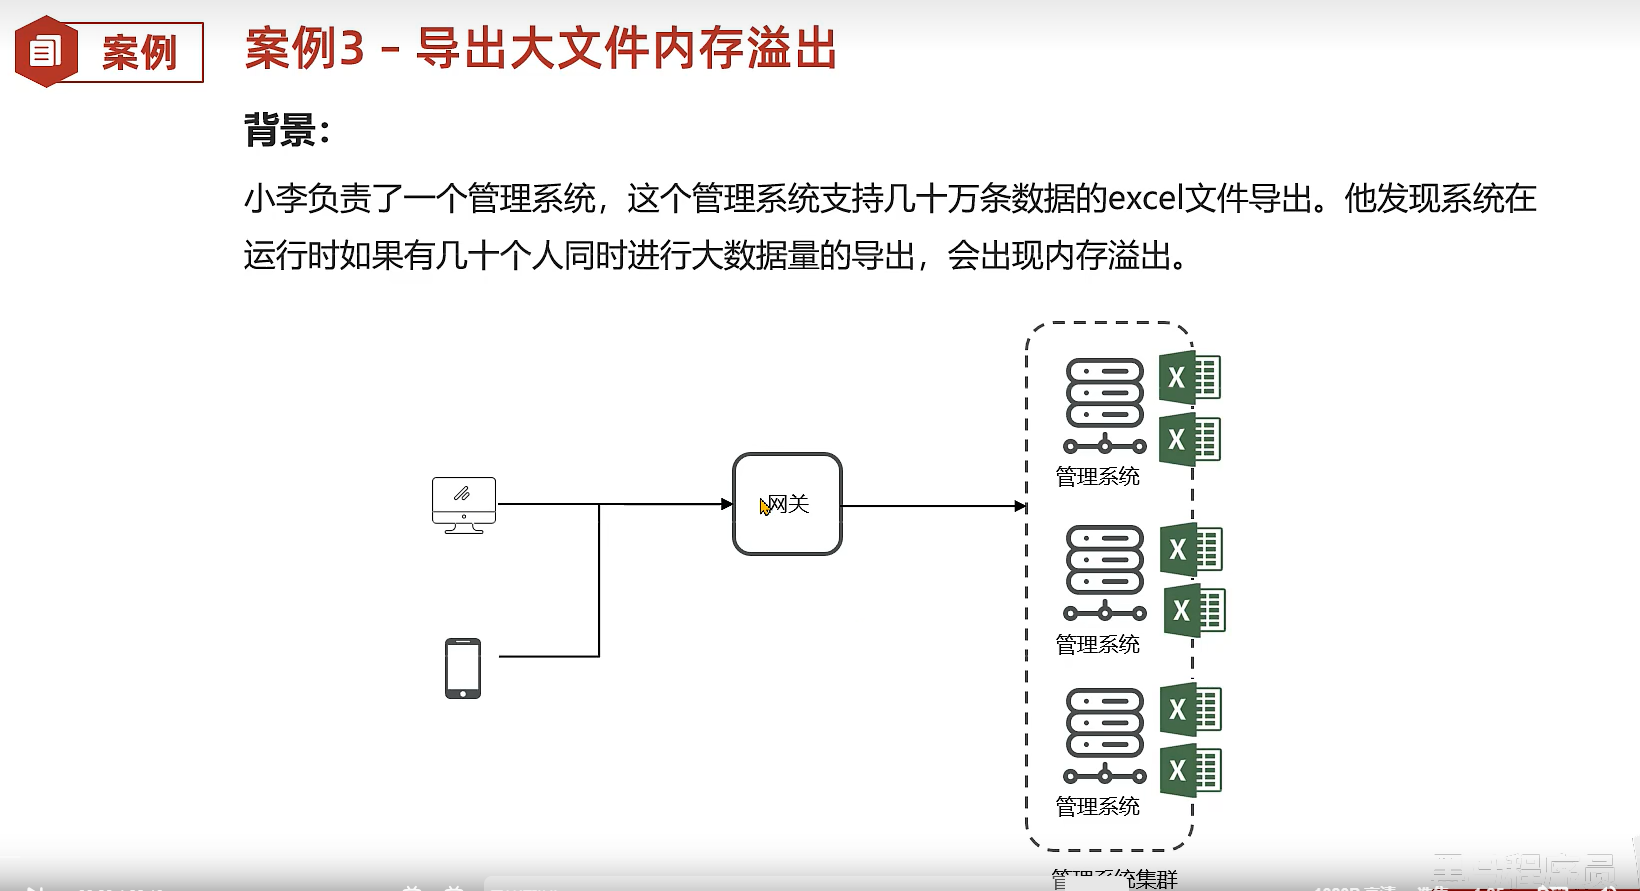 案例
案例3 – 导出大文件内存溢出
背景：
小李负责了一个管理系统，这个管理系统支持几十万条数据的excel文件导出。他发现系统在
运行时如果有几十个人同时进行大数据量的导出，会出现内存溢出。
X
X
管理系统
网关
X
X
管理系统
X
X
管理系统
管理系统集群